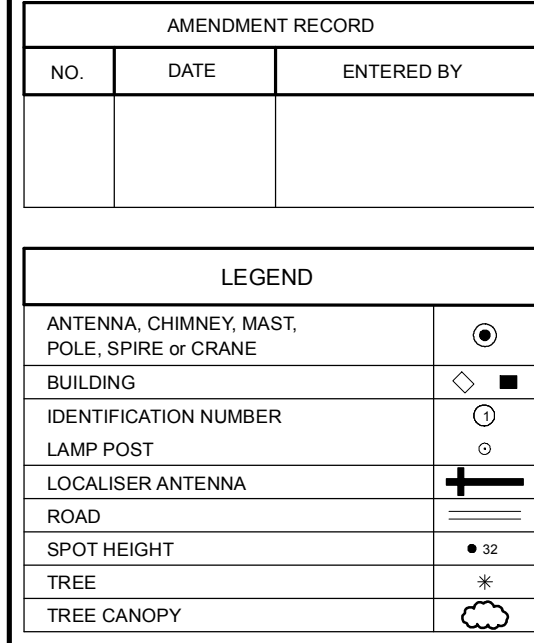 AMENDMENT RECORD
NO. DATE ENTERED BY
LEGEND
ANTENNA, CHIMNEY, MAST,
POLE, SPIRE or CRANE
BUILDING
IDENTIFICATION NUMBER 1
LAMP POST
LOCALISER ANTENNA
ROAD
SPOT HEIGHT 32
TREE
TREE CANOPY